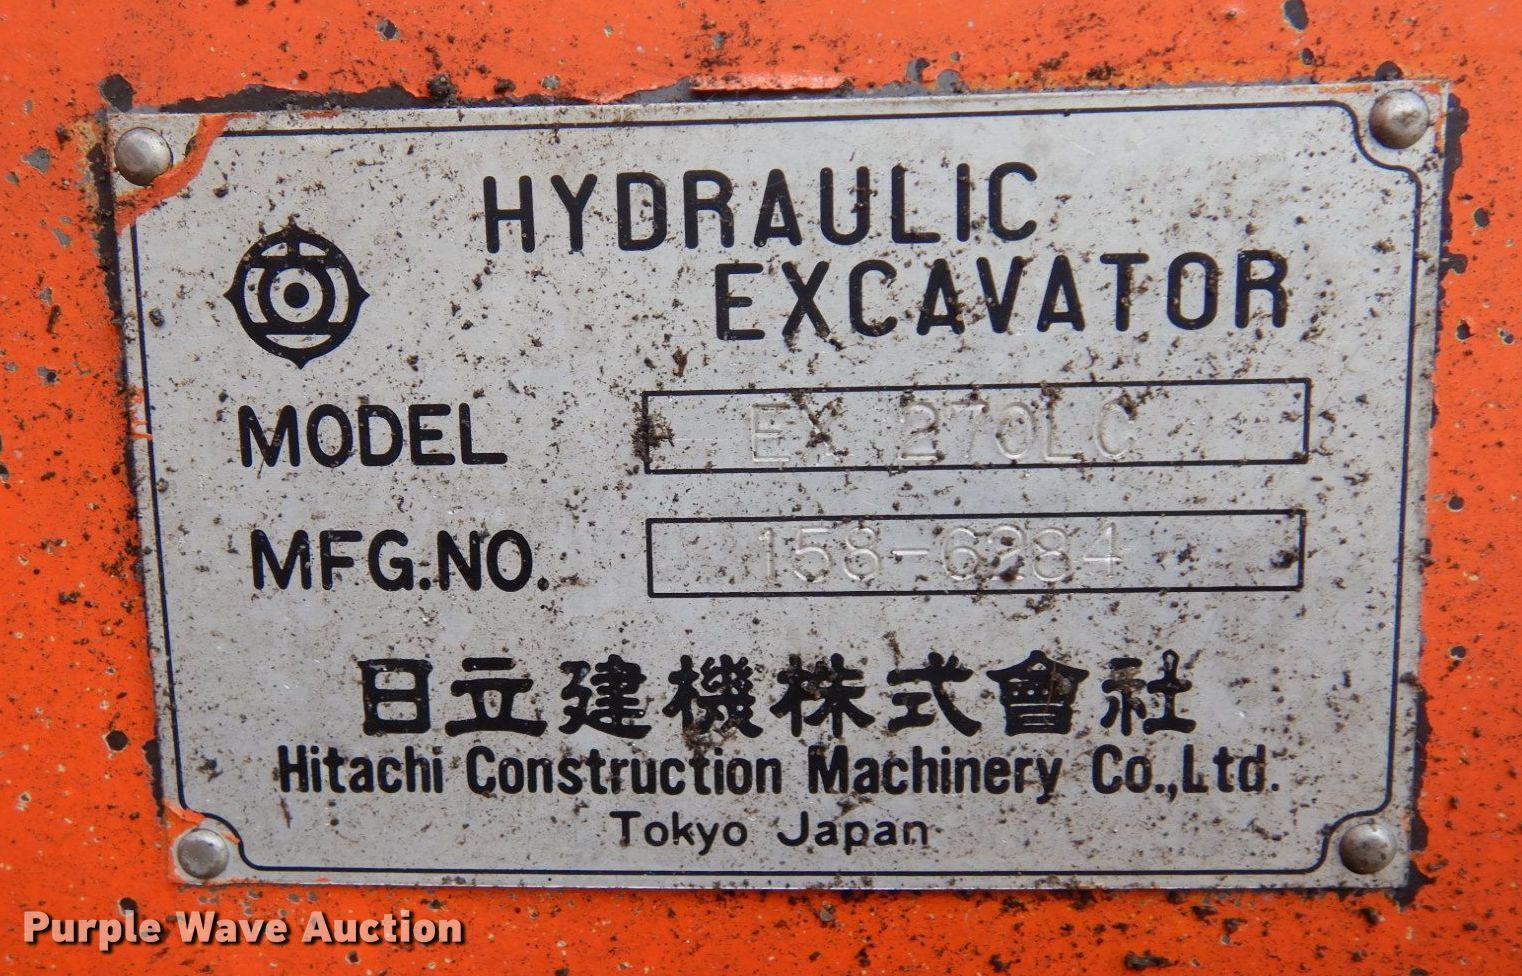 HYDRAULIC
EXCAVATOR
MODEL EX 270LC
MFG.NO. 158-6284
日立建機株式會社
Hitachi Construction Machinery Co.,Ltd.
Tokyo Japan
Purple Wave Auction